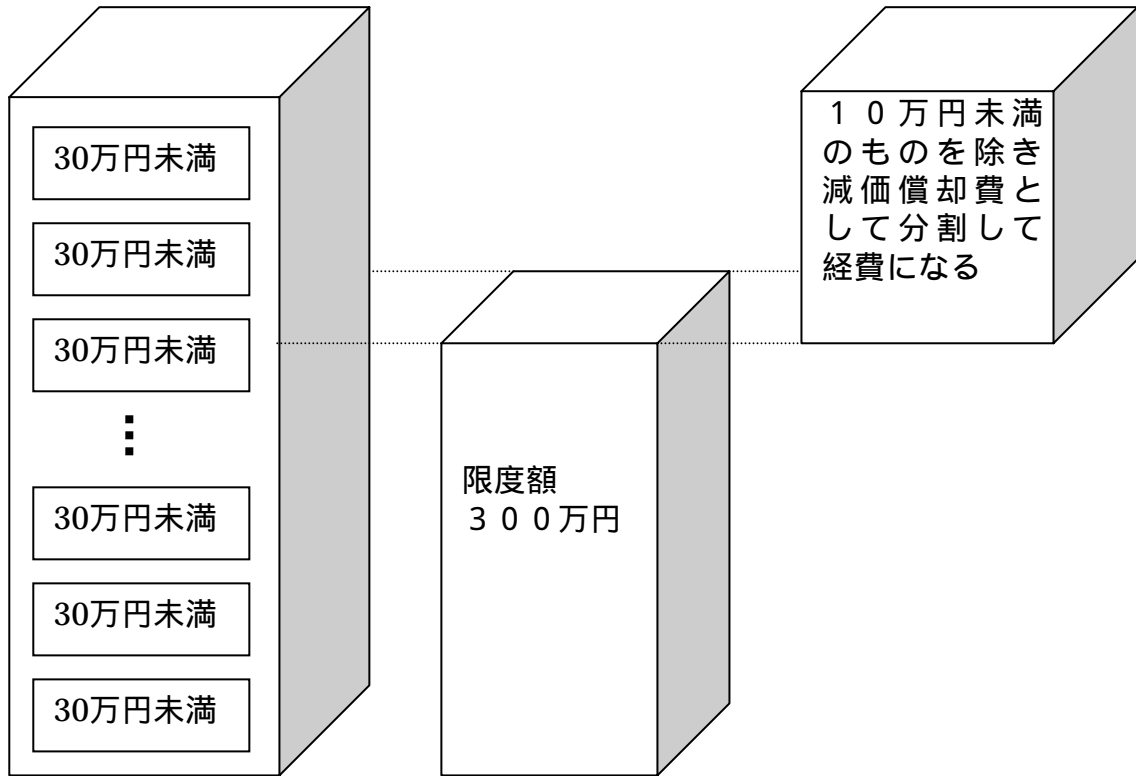 30万円未満
30万円未満
30万円未満
⋮
30万円未満
30万円未満
30万円未満
限度額
３００万円
１０万円未満
のものを除き
減価償却費と
して分割して
経費になる